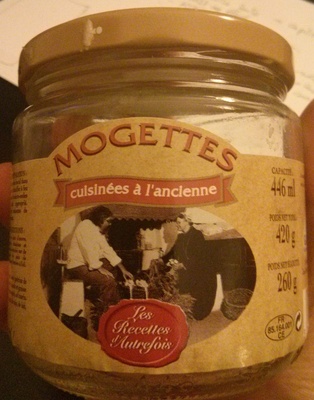 MOGETTES
cuisinées à l'ancienne
CAPACITÉ:
446 ml
POIDS NET TOTAL:
420 g
POIDS NET EGOUTTÉ:
260 g
Les
Recettes
d'Autrefois
FR
85.164.001
CE